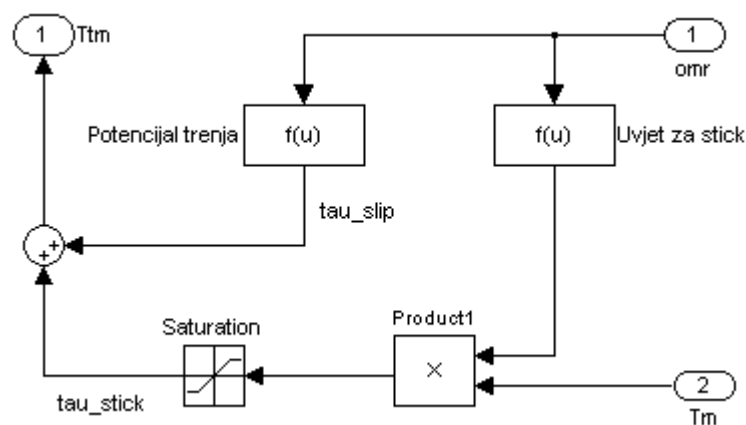 1 Ttm
1
omr
Potencijal trenja
f(u)
f(u)
Uvjet za stick
tau_slip
+
+
Saturation
Product1
×
tau_stick
2
Tm